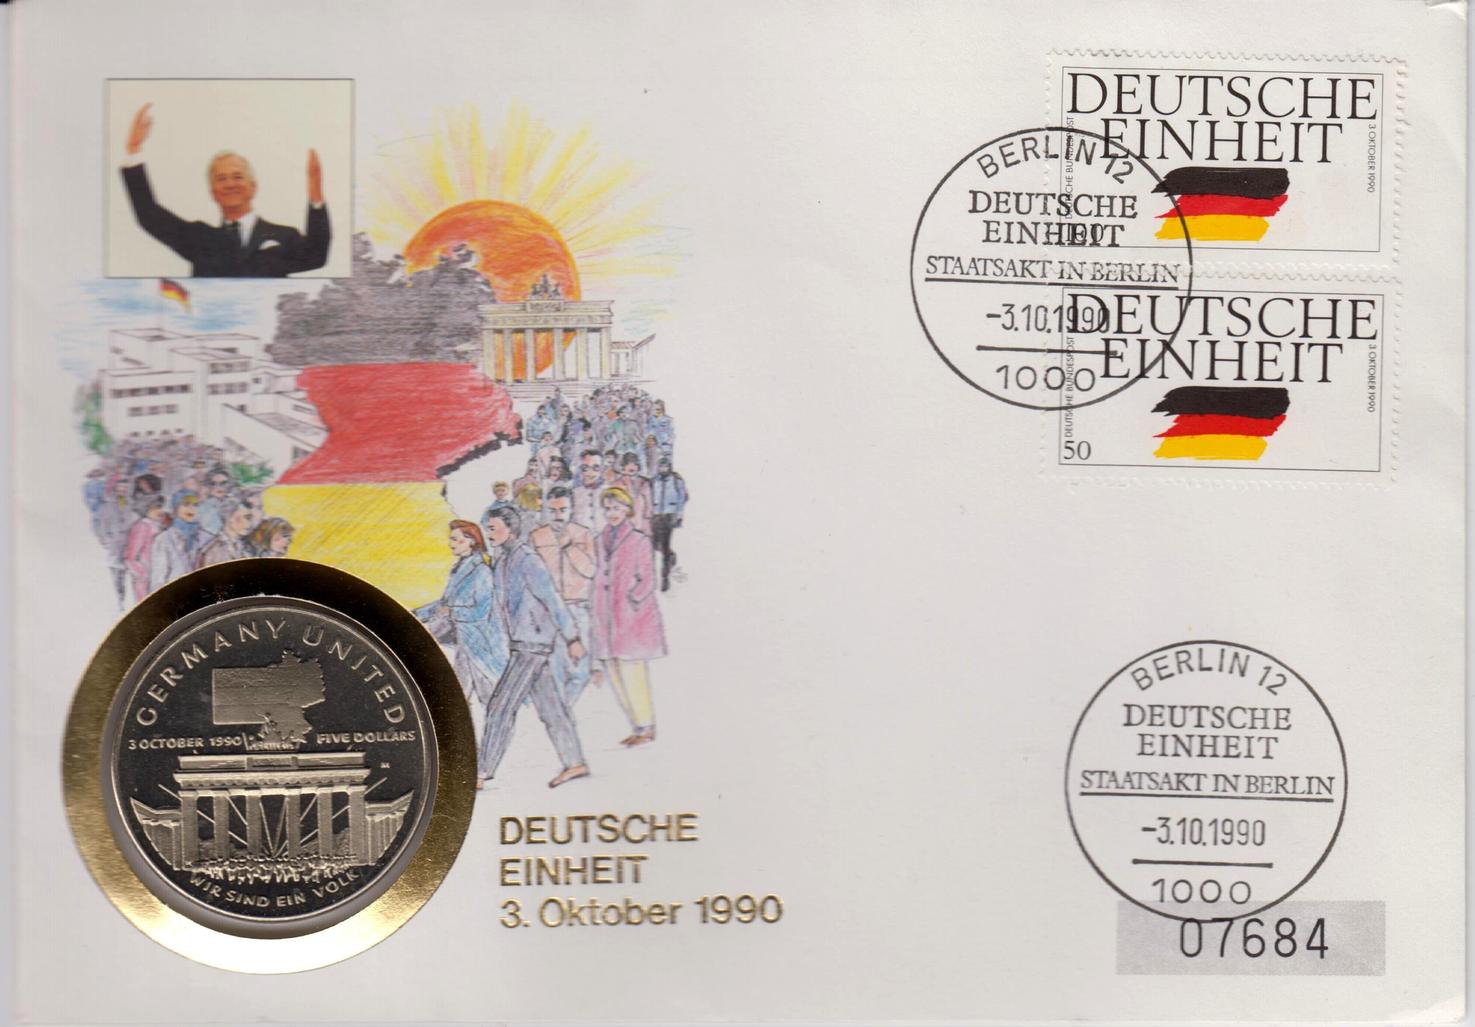 DEUTSCHE
EINHEIT
3 OKTOBER 1990
DEUTSCHE BUNDESPOST
100
BERLIN 12
DEUTSCHE
EINHEIT
STAATSAKT IN BERLIN
-3.10.1990
1000
DEUTSCHE
EINHEIT
3 OKTOBER 1990
DEUTSCHE BUNDESPOST
50
GERMANY UNITED
3 OCTOBER 1990
FIVE DOLLARS
WIR SIND EIN VOLK
DEUTSCHE
EINHEIT
3. Oktober 1990
BERLIN 12
DEUTSCHE
EINHEIT
STAATSAKT IN BERLIN
-3.10.1990
1000
07684